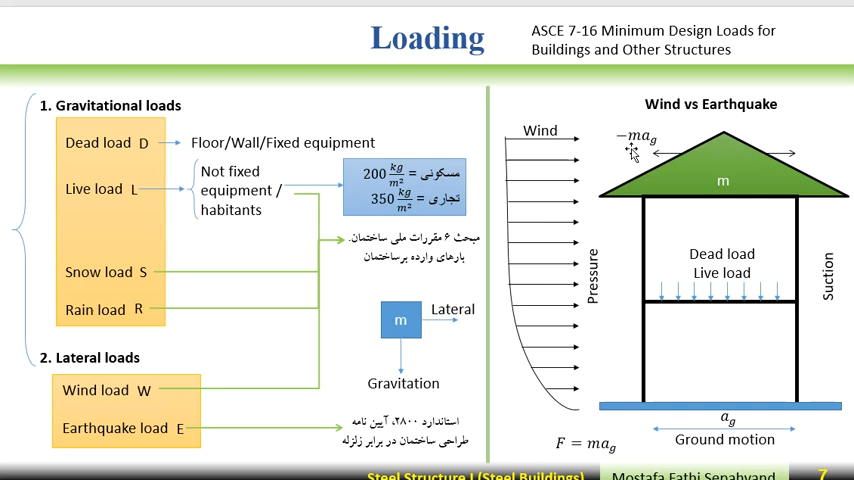 Loading
ASCE 7-16 Minimum Design Loads for
Buildings and Other Structures
1. Gravitational loads
Dead load D
Floor/Wall/Fixed equipment
Live load L
Not fixed
equipment /
habitants
مسکونی = 200 kg/m²
تجاری = 350 kg/m²
مبحث ۶ مقررات ملی ساختمان.
بارهای وارده برساختمان
Snow load S
Rain load R
m
Lateral
Gravitation
2. Lateral loads
Wind load W
Earthquake load E
استاندارد ۲۸۰۰، آیین نامه
طراحی ساختمان در برابر زلزله
Wind vs Earthquake
Wind
−ma_g
m
Pressure
Dead load
Live load
Suction
a_g
Ground motion
F = ma_g
Steel Structure I (Steel Buildings)
Mostafa Fathi Sepahvand
7